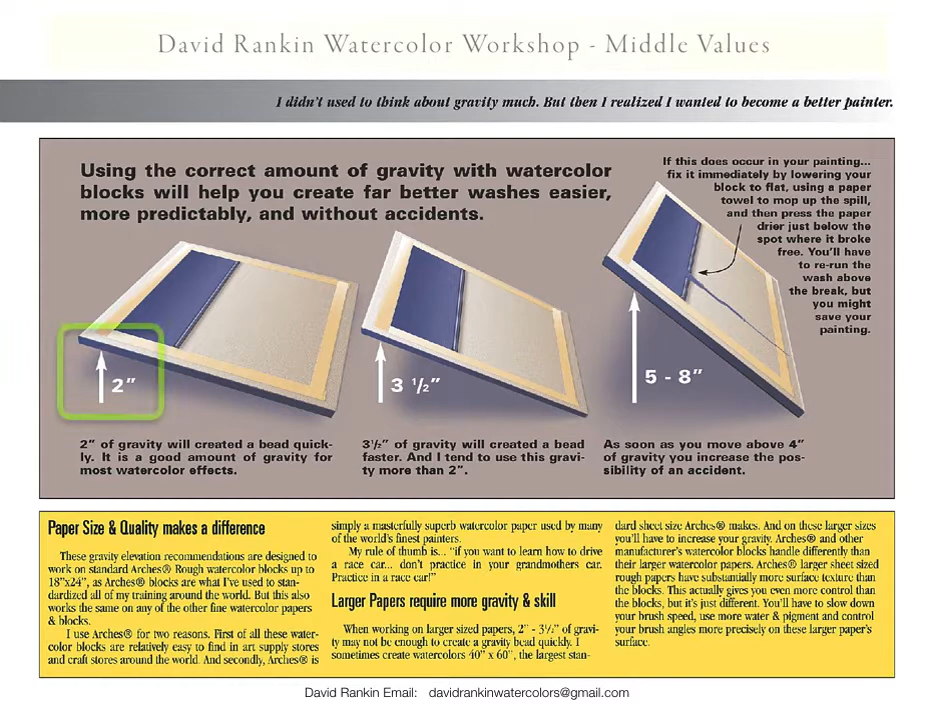 David Rankin Watercolor Workshop - Middle Values
I didn't used to think about gravity much. But then I realized I wanted to become a better painter.
Using the correct amount of gravity with watercolor
blocks will help you create far better washes easier,
more predictably, and without accidents.
If this does occur in your painting...
fix it immediately by lowering your
block to flat, using a paper
towel to mop up the spill,
and then press the paper
drier just below the
spot where it broke
free. You'll have
to re-run the
wash above
the break, but
you might
save your
painting.
2"
3 1/2"
5 - 8"
2" of gravity will created a bead quick-
ly. It is a good amount of gravity for
most watercolor effects.
3½" of gravity will created a bead
faster. And I tend to use this gravi-
ty more than 2".
As soon as you move above 4"
of gravity you increase the pos-
sibility of an accident.
Paper Size & Quality makes a difference
These gravity elevation recommendations are designed to
work on standard Arches® Rough watercolor blocks up to
18"x24", as Arches® blocks are what I've used to stan-
dardized all of my training around the world. But this also
works the same on any of the other fine watercolor papers
& blocks.
I use Arches® for two reasons. First of all these water-
color blocks are relatively easy to find in art supply stores
and craft stores around the world. And secondly, Arches® is
simply a masterfully superb watercolor paper used by many
of the world's finest painters.
My rule of thumb is... "if you want to learn how to drive
a race car... don't practice in your grandmothers car.
Practice in a race car!"
Larger Papers require more gravity & skill
When working on larger sized papers, 2" - 3½" of gravi-
ty may not be enough to create a gravity bead quickly. I
sometimes create watercolors 40" x 60", the largest stan-
dard sheet size Arches® makes. And on these larger sizes
you'll have to increase your gravity. Arches® and other
manufacturer's watercolor blocks handle differently than
their larger watercolor papers. Arches® larger sheet sized
rough papers have substantially more surface texture than
the blocks. This actually gives you even more control than
the blocks, but it's just different. You'll have to slow down
your brush speed, use more water & pigment and control
your brush angles more precisely on these larger paper's
surface.
David Rankin Email: davidrankinwatercolors@gmail.com